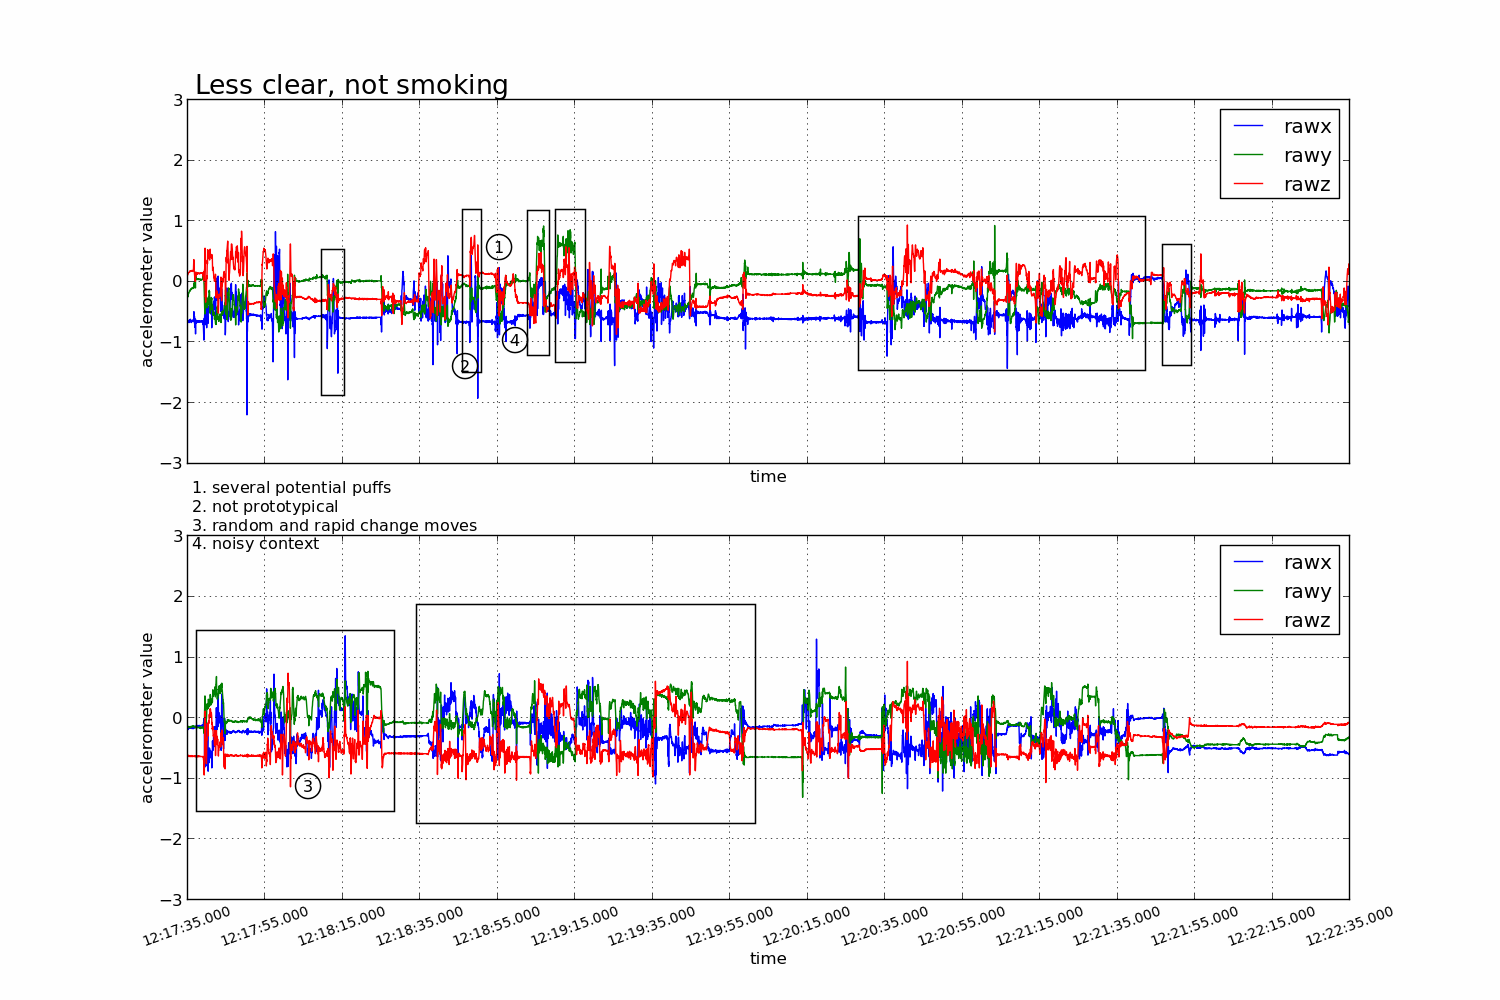 Less clear, not smoking
3
2
1
0
−1
−2
−3
accelerometer value
rawx
rawy
rawz
1
2
4
time
1. several potential puffs
2. not prototypical
3. random and rapid change moves
4. noisy context
3
2
1
0
−1
−2
−3
accelerometer value
rawx
rawy
rawz
3
12:17:35.000
12:17:55.000
12:18:15.000
12:18:35.000
12:18:55.000
12:19:15.000
12:19:35.000
12:19:55.000
12:20:15.000
12:20:35.000
12:20:55.000
12:21:15.000
12:21:35.000
12:21:55.000
12:22:15.000
12:22:35.000
time